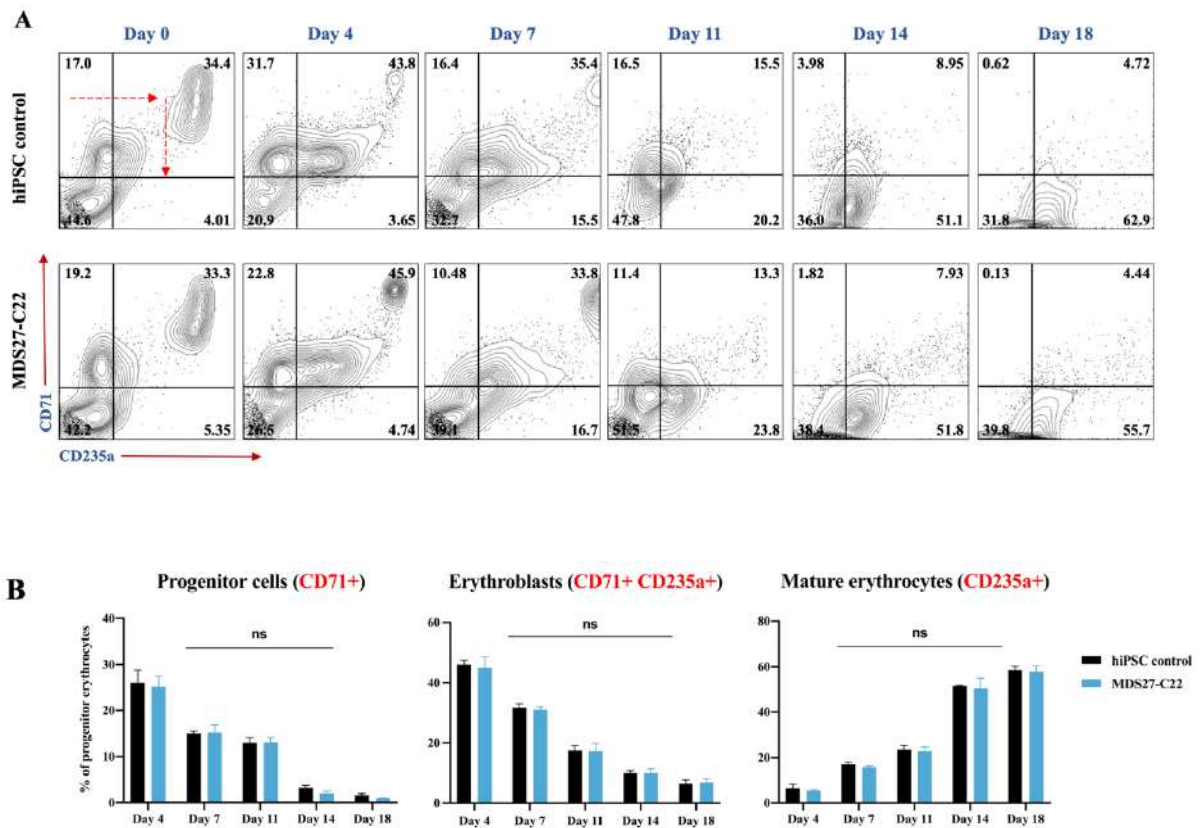 A
Day 0 Day 4 Day 7 Day 11 Day 14 Day 18
hiPSC control
17.0 34.4 31.7 43.8 16.4 35.4 16.5 15.5 3.98 8.95 0.62 4.72
44.6 4.01 20.9 3.65 32.7 15.5 47.8 20.2 36.0 51.1 31.8 62.9
MDS27-C22
19.2 33.3 22.8 45.9 10.48 33.8 11.4 13.3 1.82 7.93 0.13 4.44
42.2 5.35 26.5 4.74 39.1 16.7 51.5 23.8 38.4 51.8 39.8 55.7
CD71
CD235a
B
Progenitor cells (CD71+) Erythroblasts (CD71+ CD235a+) Mature erythrocytes (CD235a+)
% of progenitor erythrocytes
40
30
20
10
0
ns
Day 4 Day 7 Day 11 Day 14 Day 18
60
40
20
0
ns
Day 4 Day 7 Day 11 Day 14 Day 18
80
60
40
20
0
ns
Day 4 Day 7 Day 11 Day 14 Day 18
hiPSC control
MDS27-C22